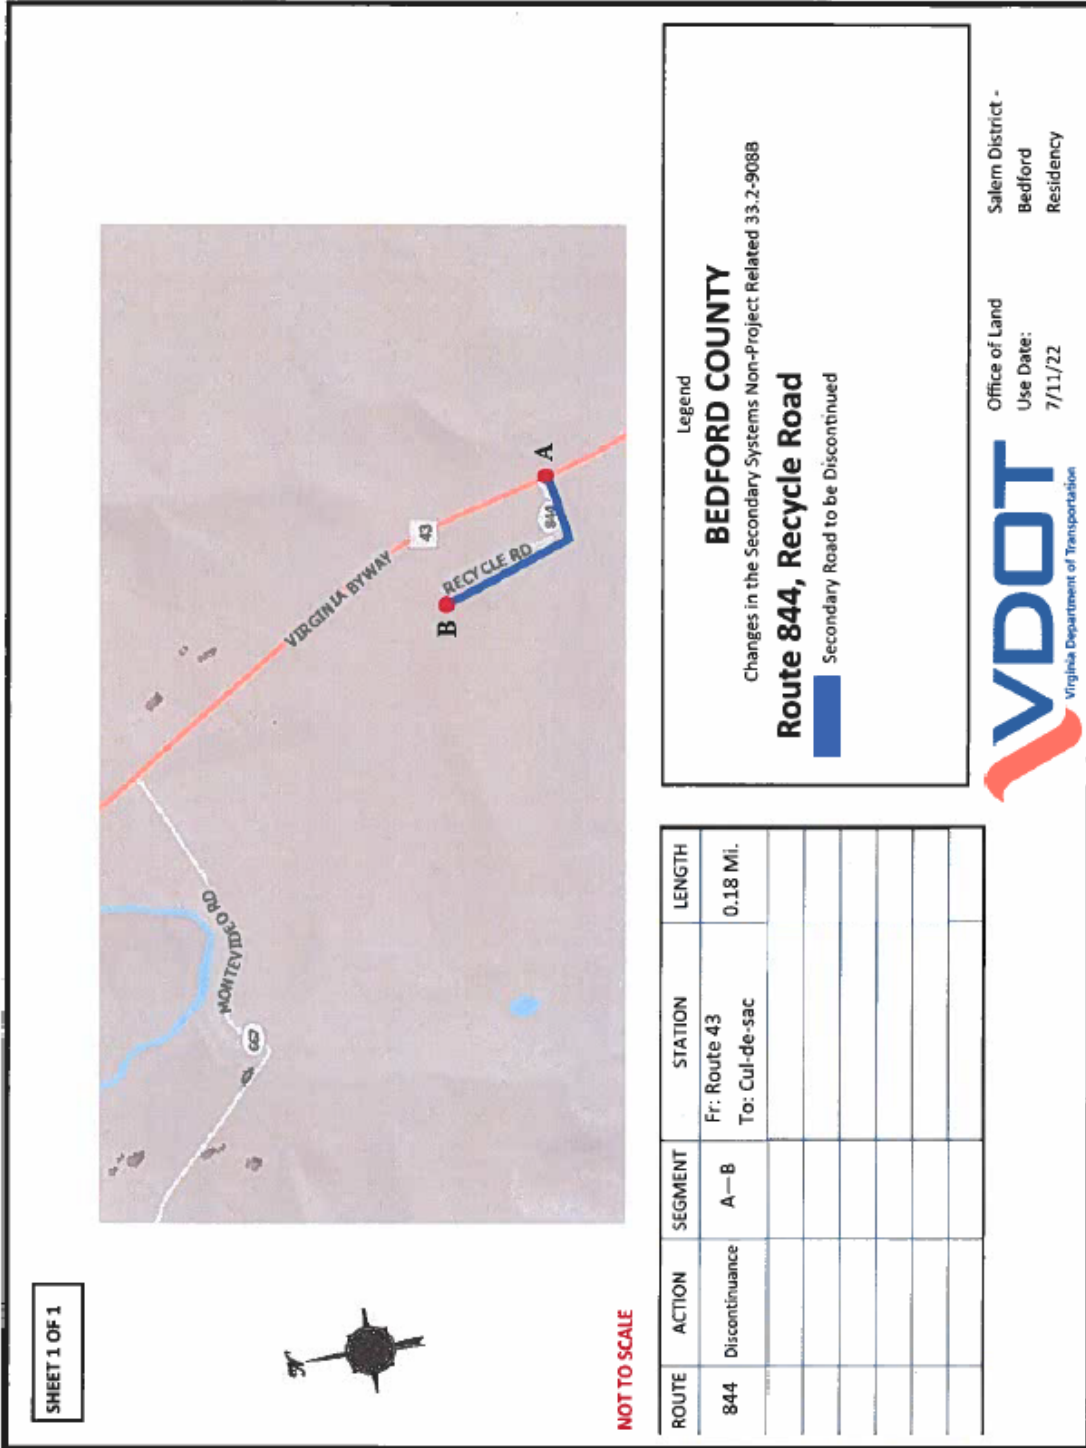 SHEET 1 OF 1
N
NOT TO SCALE
MONTEVIDEO RD
667
VIRGINIA BYWAY
43
RECYCLE RD
844
B
A
ROUTE ACTION SEGMENT STATION LENGTH
844 Discontinuance A—B Fr: Route 43 0.18 Mi.
To: Cul-de-sac
Legend
BEDFORD COUNTY
Changes in the Secondary Systems Non-Project Related 33.2-908B
Route 844, Recycle Road
Secondary Road to be Discontinued
VDOT
Virginia Department of Transportation
Office of Land
Use Date:
7/11/22
Salem District -
Bedford
Residency